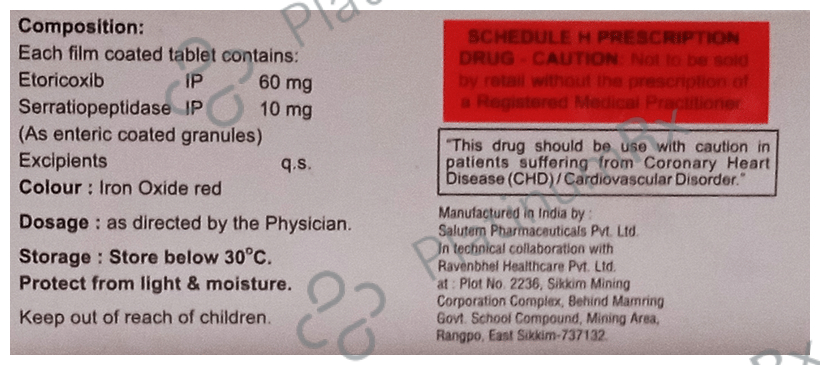 Composition:
Each film coated tablet contains:
Etoricoxib IP 60 mg
Serratiopeptidase IP 10 mg
(As enteric coated granules)
Excipients q.s.
Colour : Iron Oxide red
Dosage : as directed by the Physician.
Storage : Store below 30°C.
Protect from light & moisture.
Keep out of reach of children.
SCHEDULE H PRESCRIPTION
DRUG - CAUTION: Not to be sold
by retail without the prescription of
a Registered Medical Practitioner.
"This drug should be use with caution in
patients suffering from Coronary Heart
Disease (CHD) / Cardiovascular Disorder."
Manufactured in India by :
Salutem Pharmaceuticals Pvt. Ltd.
In technical collaboration with
Ravenbhel Healthcare Pvt. Ltd.
at : Plot No. 2236, Sikkim Mining
Corporation Complex, Behind Mamring
Govt. School Compound, Mining Area,
Rangpo, East Sikkim-737132.
PlatinumRx
PlatinumRx
Rx